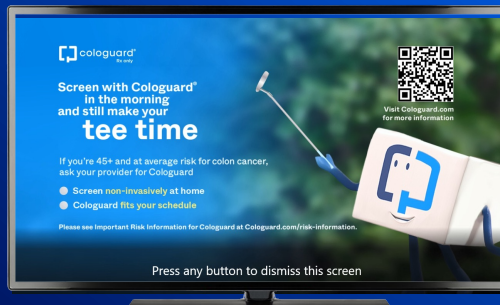 cologuard®
Rx only
Screen with Cologuard®
in the morning
and still make your
tee time
If you're 45+ and at average risk for colon cancer,
ask your provider for Cologuard
Screen non-invasively at home
Cologuard fits your schedule
Please see Important Risk Information for Cologuard at Cologuard.com/risk-information.
Visit Cologuard.com
for more information
Press any button to dismiss this screen